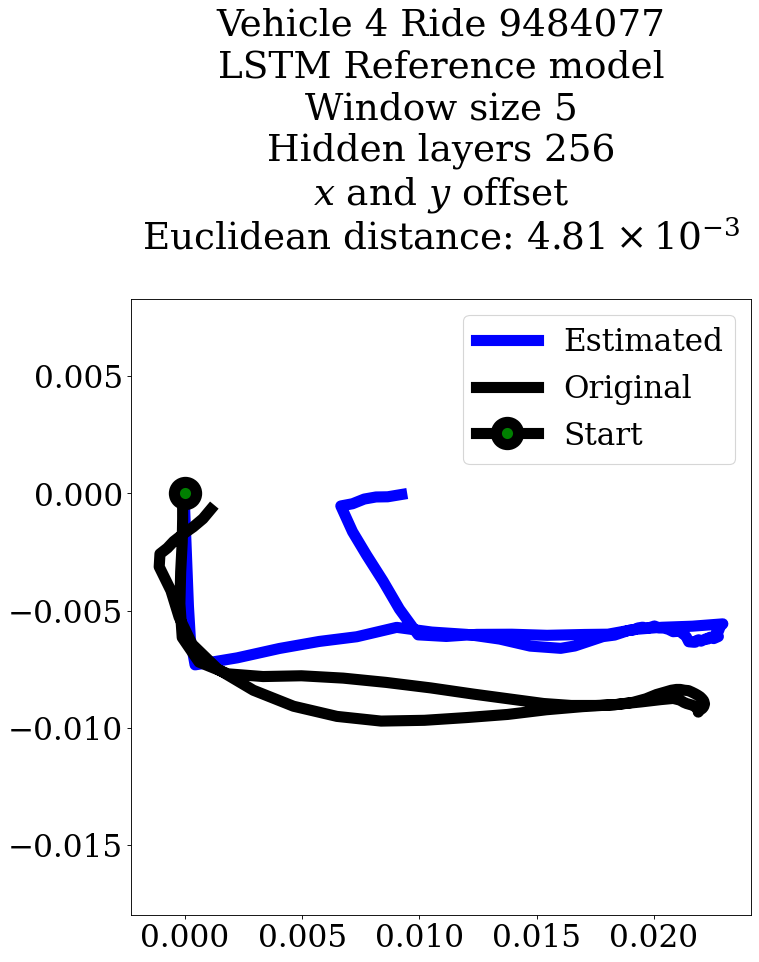 Vehicle 4 Ride 9484077
LSTM Reference model
Window size 5
Hidden layers 256
x and y offset
Euclidean distance: 4.81 × 10⁻³
Estimated
Original
Start
0.005
0.000
−0.005
−0.010
−0.015
0.000 0.005 0.010 0.015 0.020